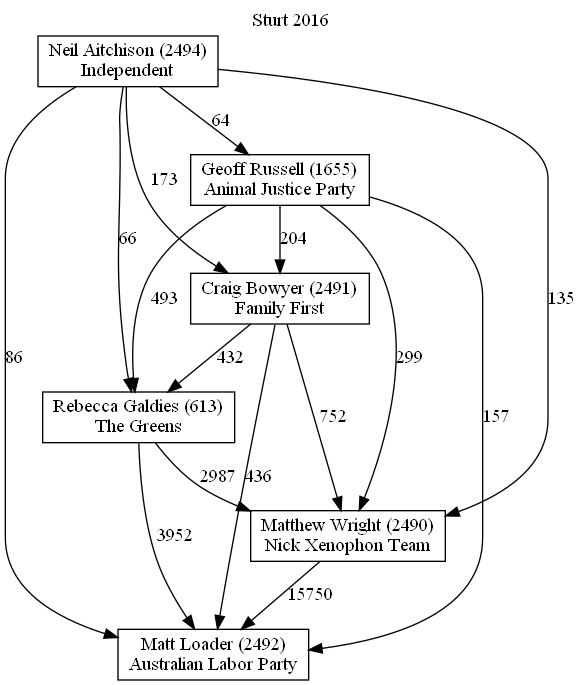 Sturt 2016
Neil Aitchison (2494)
Independent
64
Geoff Russell (1655)
Animal Justice Party
173
66
204
493
Craig Bowyer (2491)
Family First
135
86
432
299
752
157
Rebecca Galdies (613)
The Greens
2987
436
Matthew Wright (2490)
Nick Xenophon Team
3952
15750
Matt Loader (2492)
Australian Labor Party